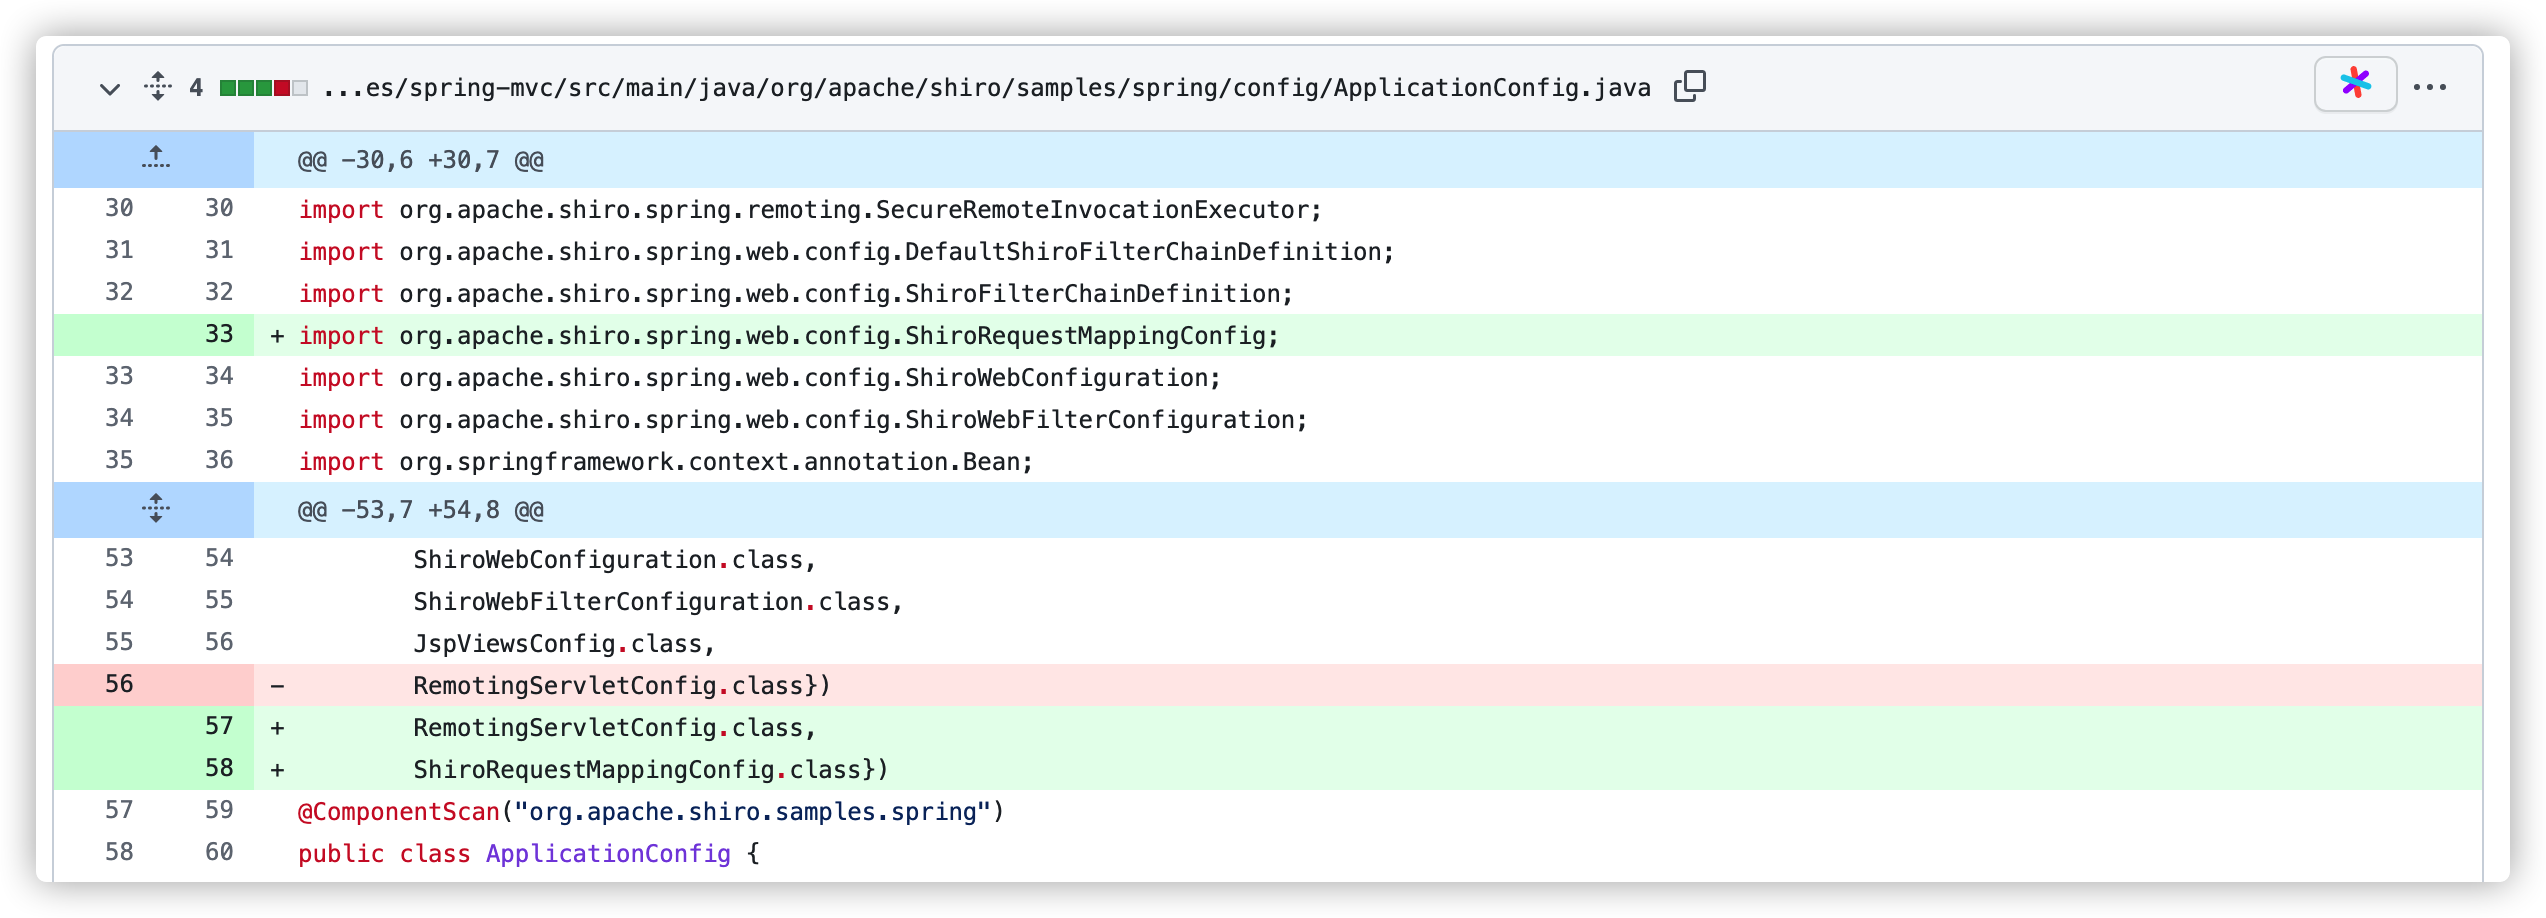 4 ...es/spring-mvc/src/main/java/org/apache/shiro/samples/spring/config/ApplicationConfig.java
@@ -30,6 +30,7 @@
30 30 import org.apache.shiro.spring.remoting.SecureRemoteInvocationExecutor;
31 31 import org.apache.shiro.spring.web.config.DefaultShiroFilterChainDefinition;
32 32 import org.apache.shiro.spring.web.config.ShiroFilterChainDefinition;
33 + import org.apache.shiro.spring.web.config.ShiroRequestMappingConfig;
33 34 import org.apache.shiro.spring.web.config.ShiroWebConfiguration;
34 35 import org.apache.shiro.spring.web.config.ShiroWebFilterConfiguration;
35 36 import org.springframework.context.annotation.Bean;
@@ -53,7 +54,8 @@
53 54         ShiroWebConfiguration.class,
54 55         ShiroWebFilterConfiguration.class,
55 56         JspViewsConfig.class,
56 -         RemotingServletConfig.class})
57 +         RemotingServletConfig.class,
58 +         ShiroRequestMappingConfig.class})
57 59 @ComponentScan("org.apache.shiro.samples.spring")
58 60 public class ApplicationConfig {